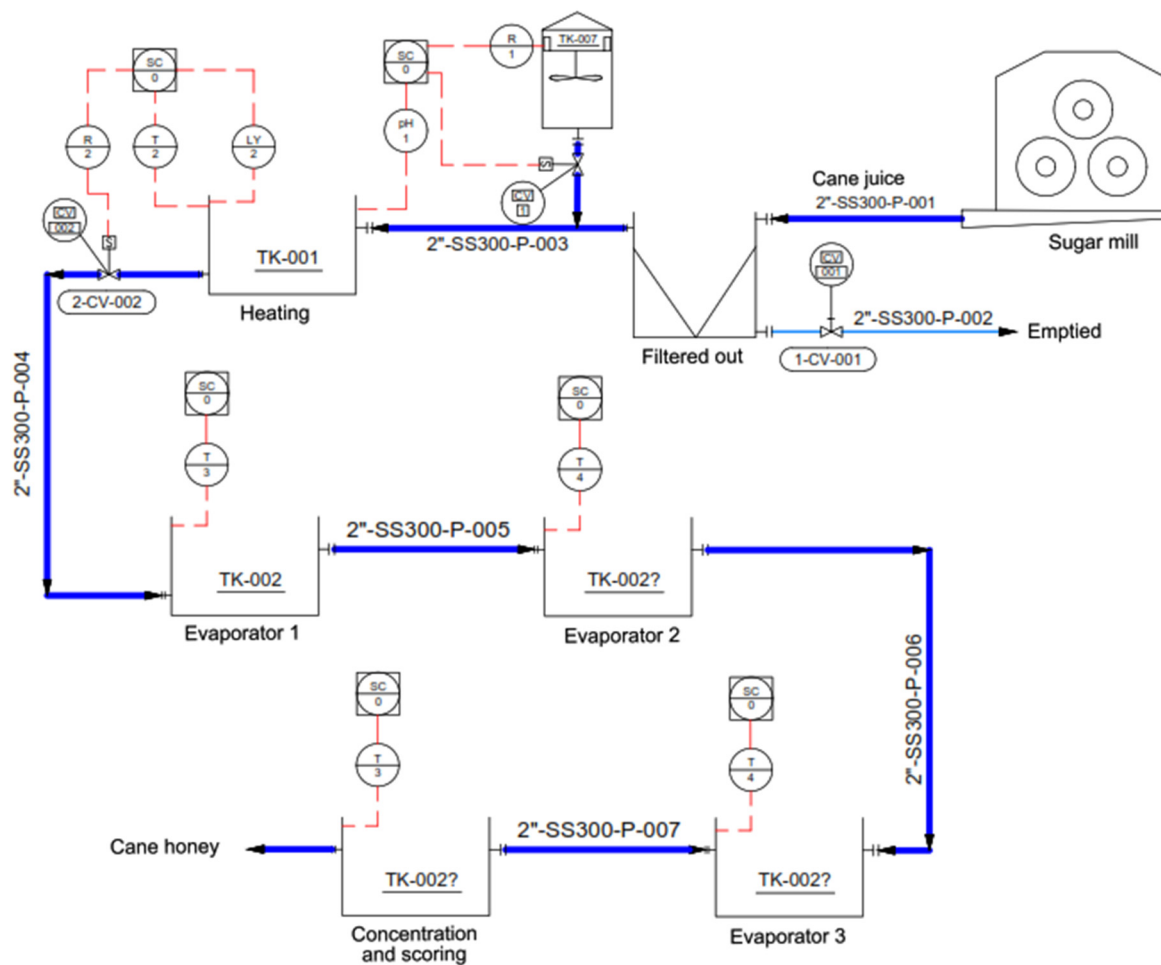 SC
0
R
2
T
2
LY
2
CV
002
S
2-CV-002
TK-001
Heating
SC
0
R
1
pH
1
TK-007
S
CV
1
2"-SS300-P-003
Cane juice
2"-SS300-P-001
Sugar mill
CV
001
2"-SS300-P-002
Emptied
1-CV-001
Filtered out
2"-SS300-P-004
SC
0
T
3
TK-002
Evaporator 1
2"-SS300-P-005
SC
0
T
4
TK-002?
Evaporator 2
2"-SS300-P-006
SC
0
T
3
Cane honey
TK-002?
Concentration
and scoring
2"-SS300-P-007
SC
0
T
4
TK-002?
Evaporator 3